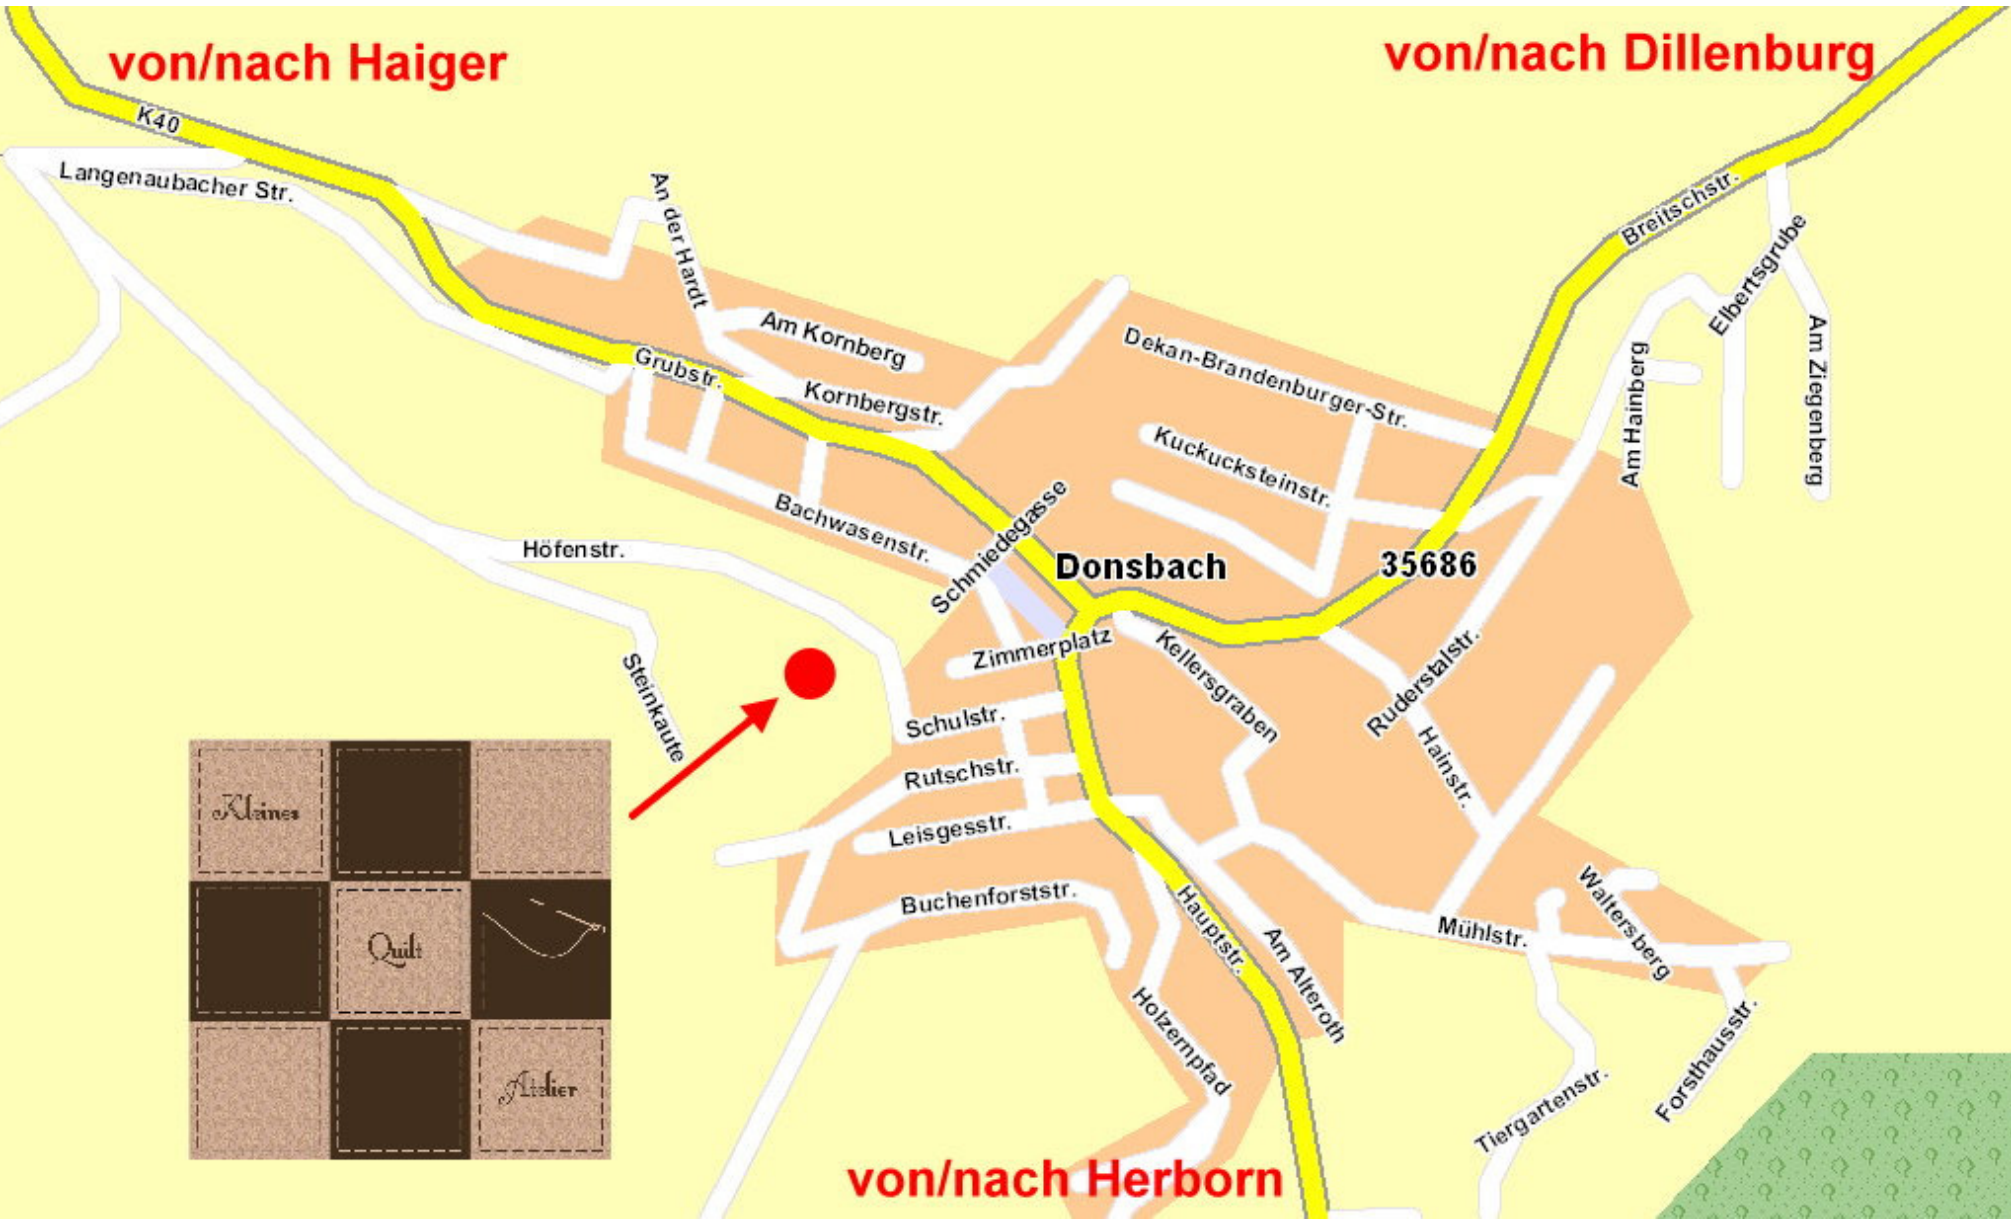 von/nach Haiger
von/nach Dillenburg
K40
Langenaubacher Str.
An der Hardt
Breitschstr.
Elbertsgrube
Am Kornberg
Dekan-Brandenburger-Str.
Am Ziegenberg
Grubstr.
Am Hainberg
Kornbergstr.
Kuckucksteinstr.
Bachwasenstr.
Schmiedegasse
Höfenstr.
Donsbach
35686
Zimmerplatz
Kellersgraben
Ruderstalstr.
Steinkaute
Schulstr.
Hainstr.
Rutschstr.
Kleines
Leisgesstr.
Buchenforststr.
Hauptstr.
Waltersberg
Mühlstr.
Quilt
Am Alteroth
Holzernpfad
Forsthausstr.
Atelier
Tiergartenstr.
von/nach Herborn